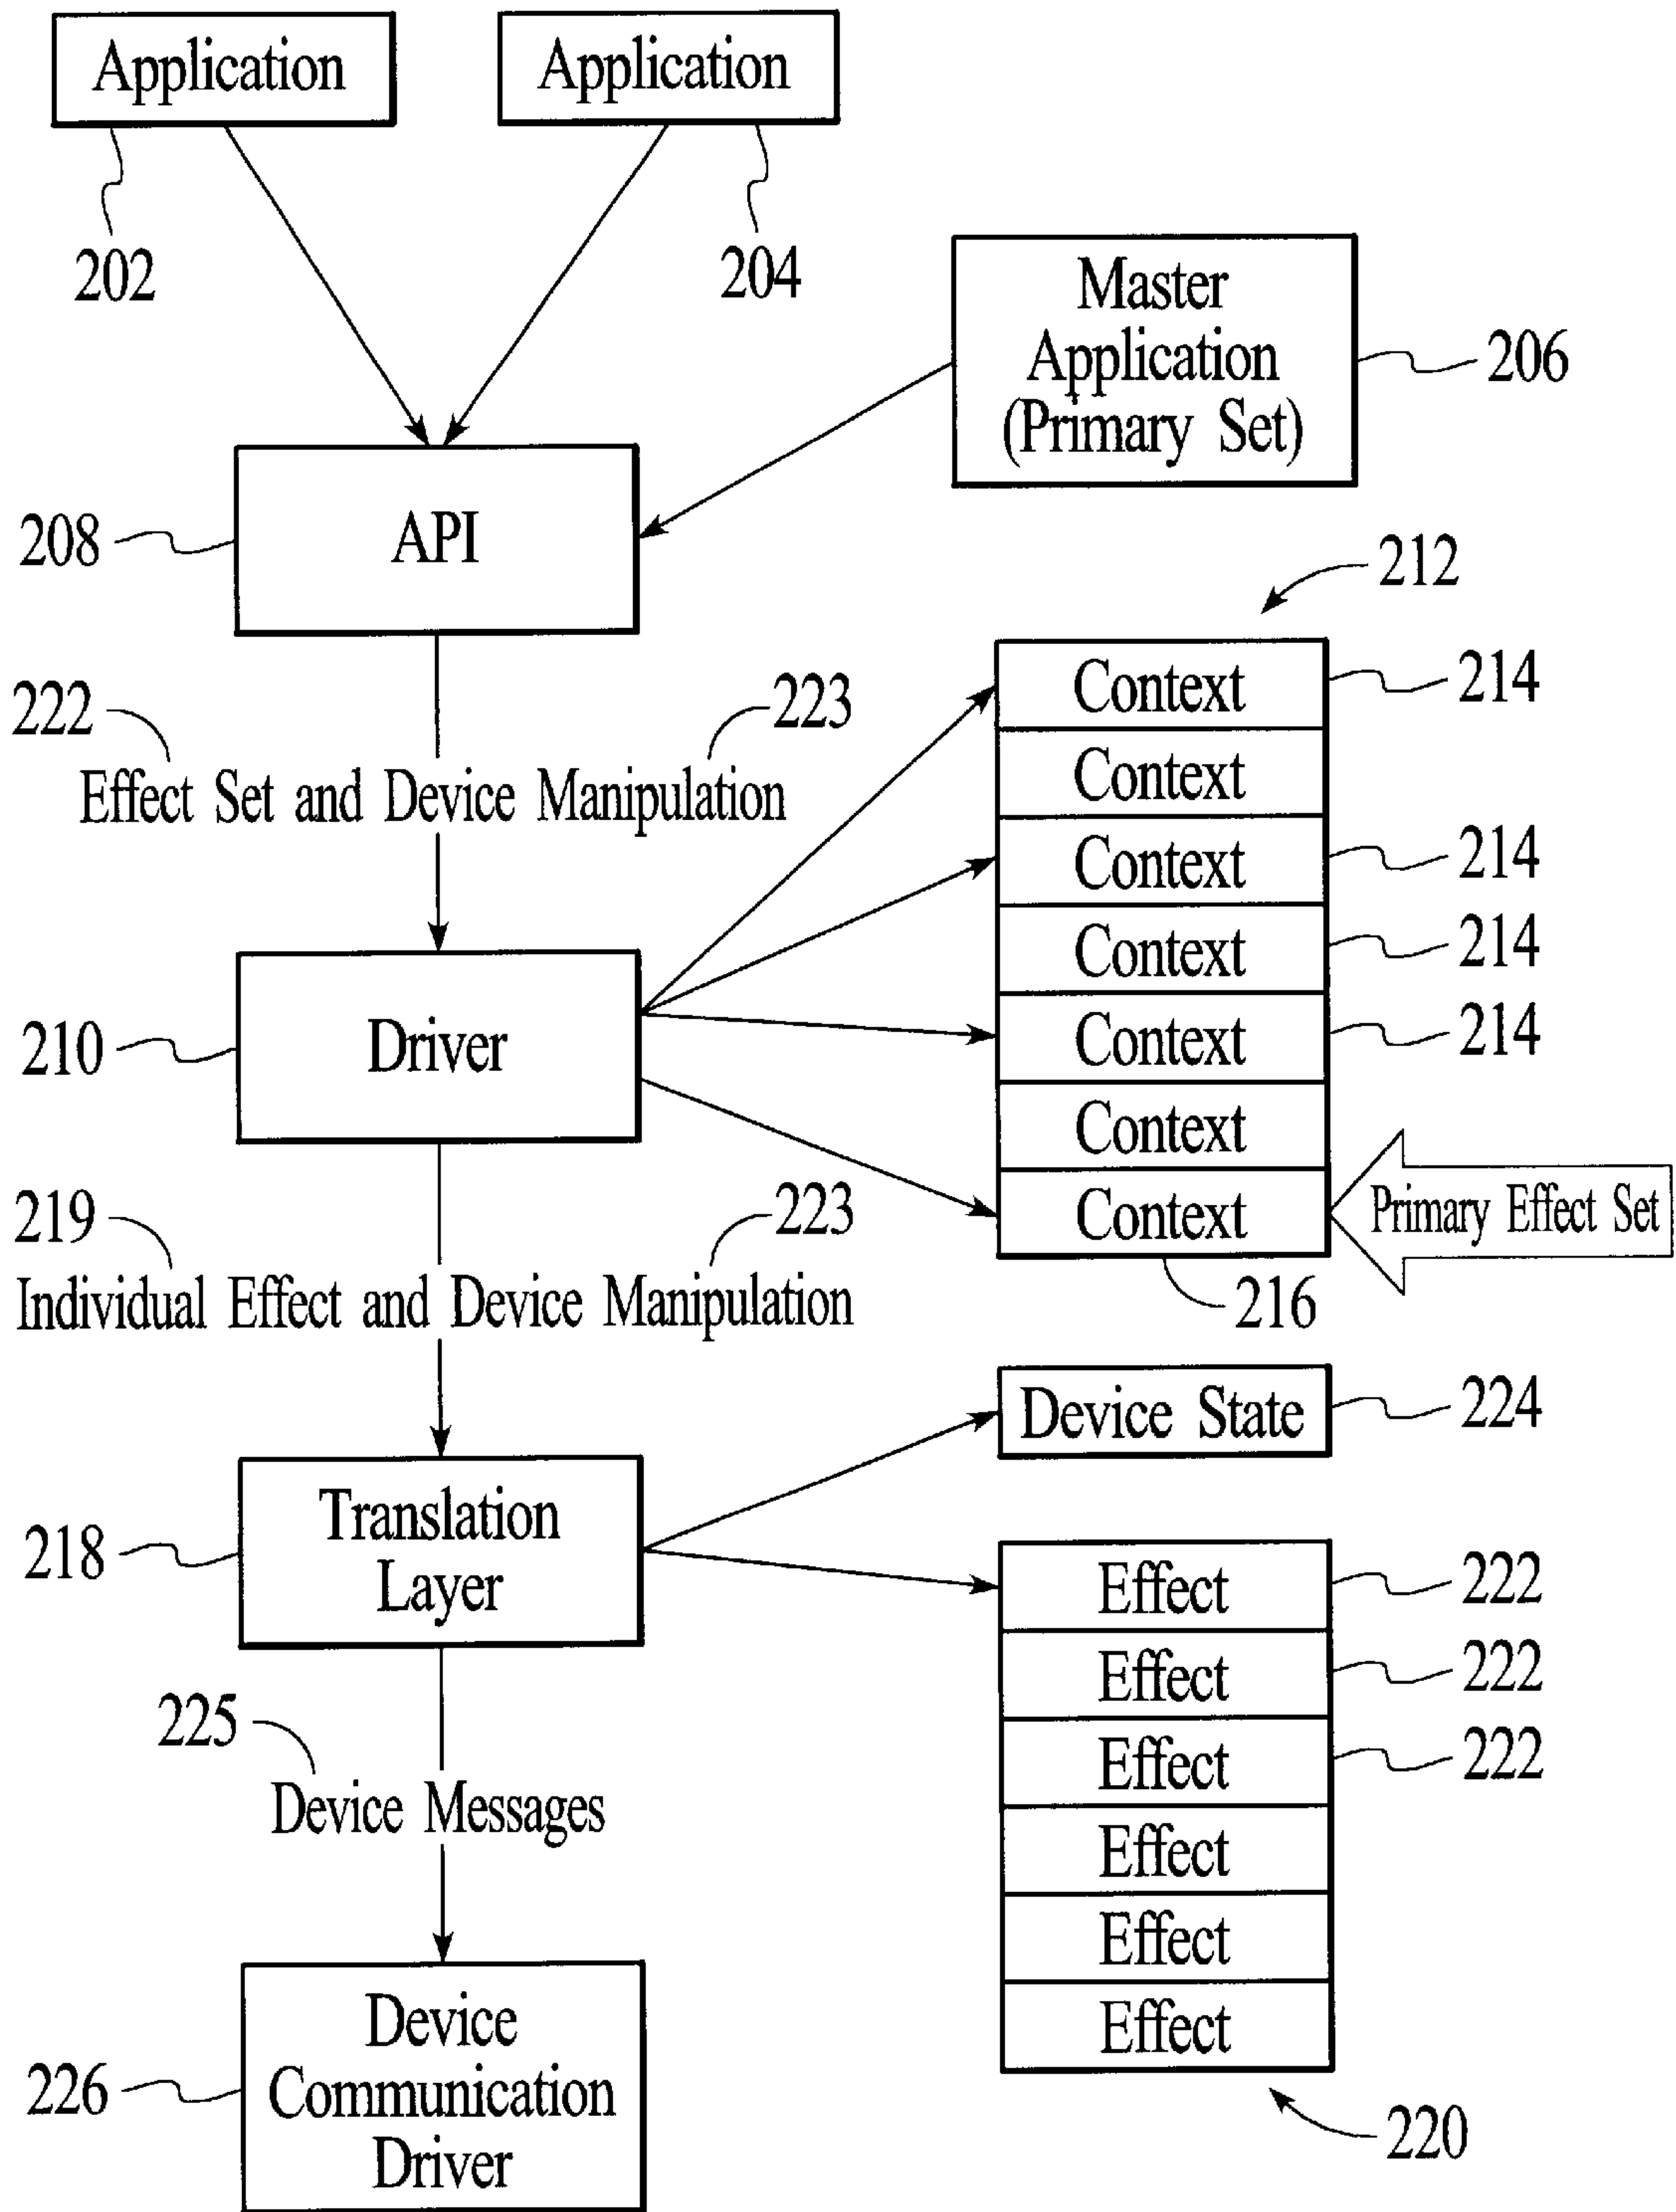 Application
Application
202
204
Master
Application
(Primary Set)
206
API
208
212
Context
214
Context
Context
214
Context
214
Context
214
Context
Context
216
Primary Effect Set
222
223
Effect Set and Device Manipulation
Driver
210
219
223
Individual Effect and Device Manipulation
Device State
224
Translation
Layer
218
Effect
222
Effect
222
Effect
222
Effect
Effect
Effect
220
225
Device Messages
Device
Communication
Driver
226